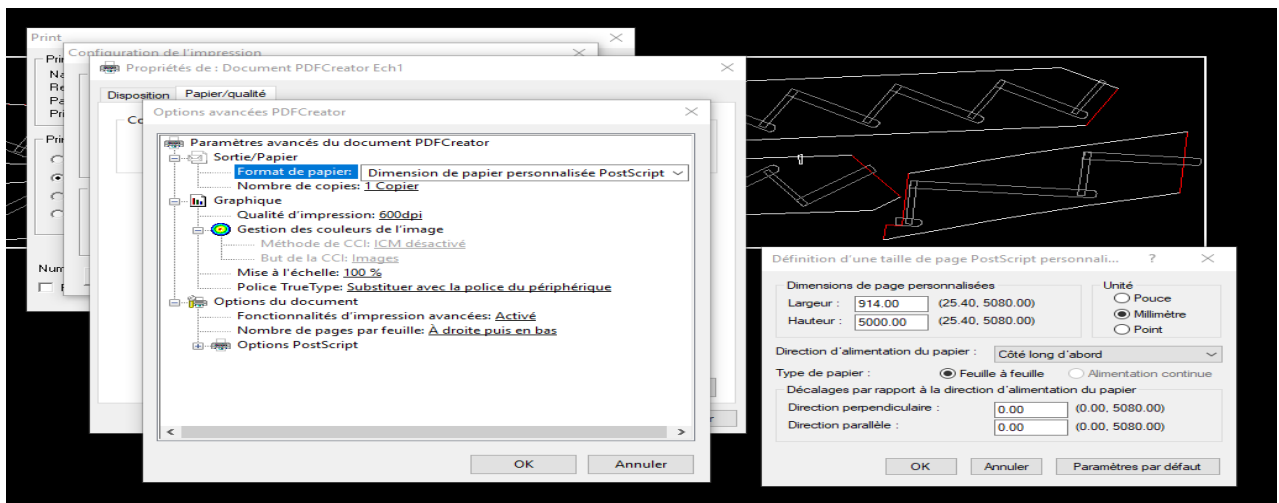 Print
Configuration de l'impression
Propriétés de : Document PDFCreator Ech1
Disposition Papier/qualité
Options avancées PDFCreator
Paramètres avancés du document PDFCreator
Sortie/Papier
Format de papier: Dimension de papier personnalisée PostScript
Nombre de copies: 1 Copier
Graphique
Qualité d'impression: 600dpi
Gestion des couleurs de l'image
Méthode de CCI: ICM désactivé
But de la CCI: Images
Mise à l'échelle: 100 %
Police TrueType: Substituer avec la police du périphérique
Options du document
Fonctionnalités d'impression avancées: Activé
Nombre de pages par feuille: À droite puis en bas
Options PostScript
OK Annuler
Définition d'une taille de page PostScript personnali... ?
Dimensions de page personnalisées
Largeur : 914.00 (25.40, 5080.00)
Hauteur : 5000.00 (25.40, 5080.00)
Unité
Pouce
Millimètre
Point
Direction d'alimentation du papier : Côté long d'abord
Type de papier : Feuille à feuille Alimentation continue
Décalages par rapport à la direction d'alimentation du papier
Direction perpendiculaire : 0.00 (0.00, 5080.00)
Direction parallèle : 0.00 (0.00, 5080.00)
OK Annuler Paramètres par défaut